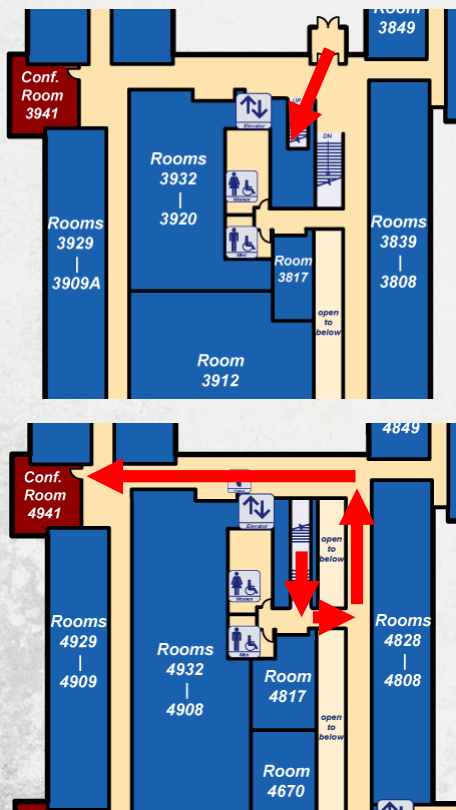 Room
3849
Conf.
Room
3941
UP
Elevator
DN
Rooms
3932
|
3920
Women
Rooms
3929
|
3909A
Rooms
3839
|
3808
Men
Room
3817
open
to
below
Room
3912
4849
Conf.
Room
4941
Elevator
open
to
below
Women
Rooms
4929
|
4909
Rooms
4932
|
4908
Rooms
4828
|
4808
Men
Room
4817
open
to
below
Room
4670